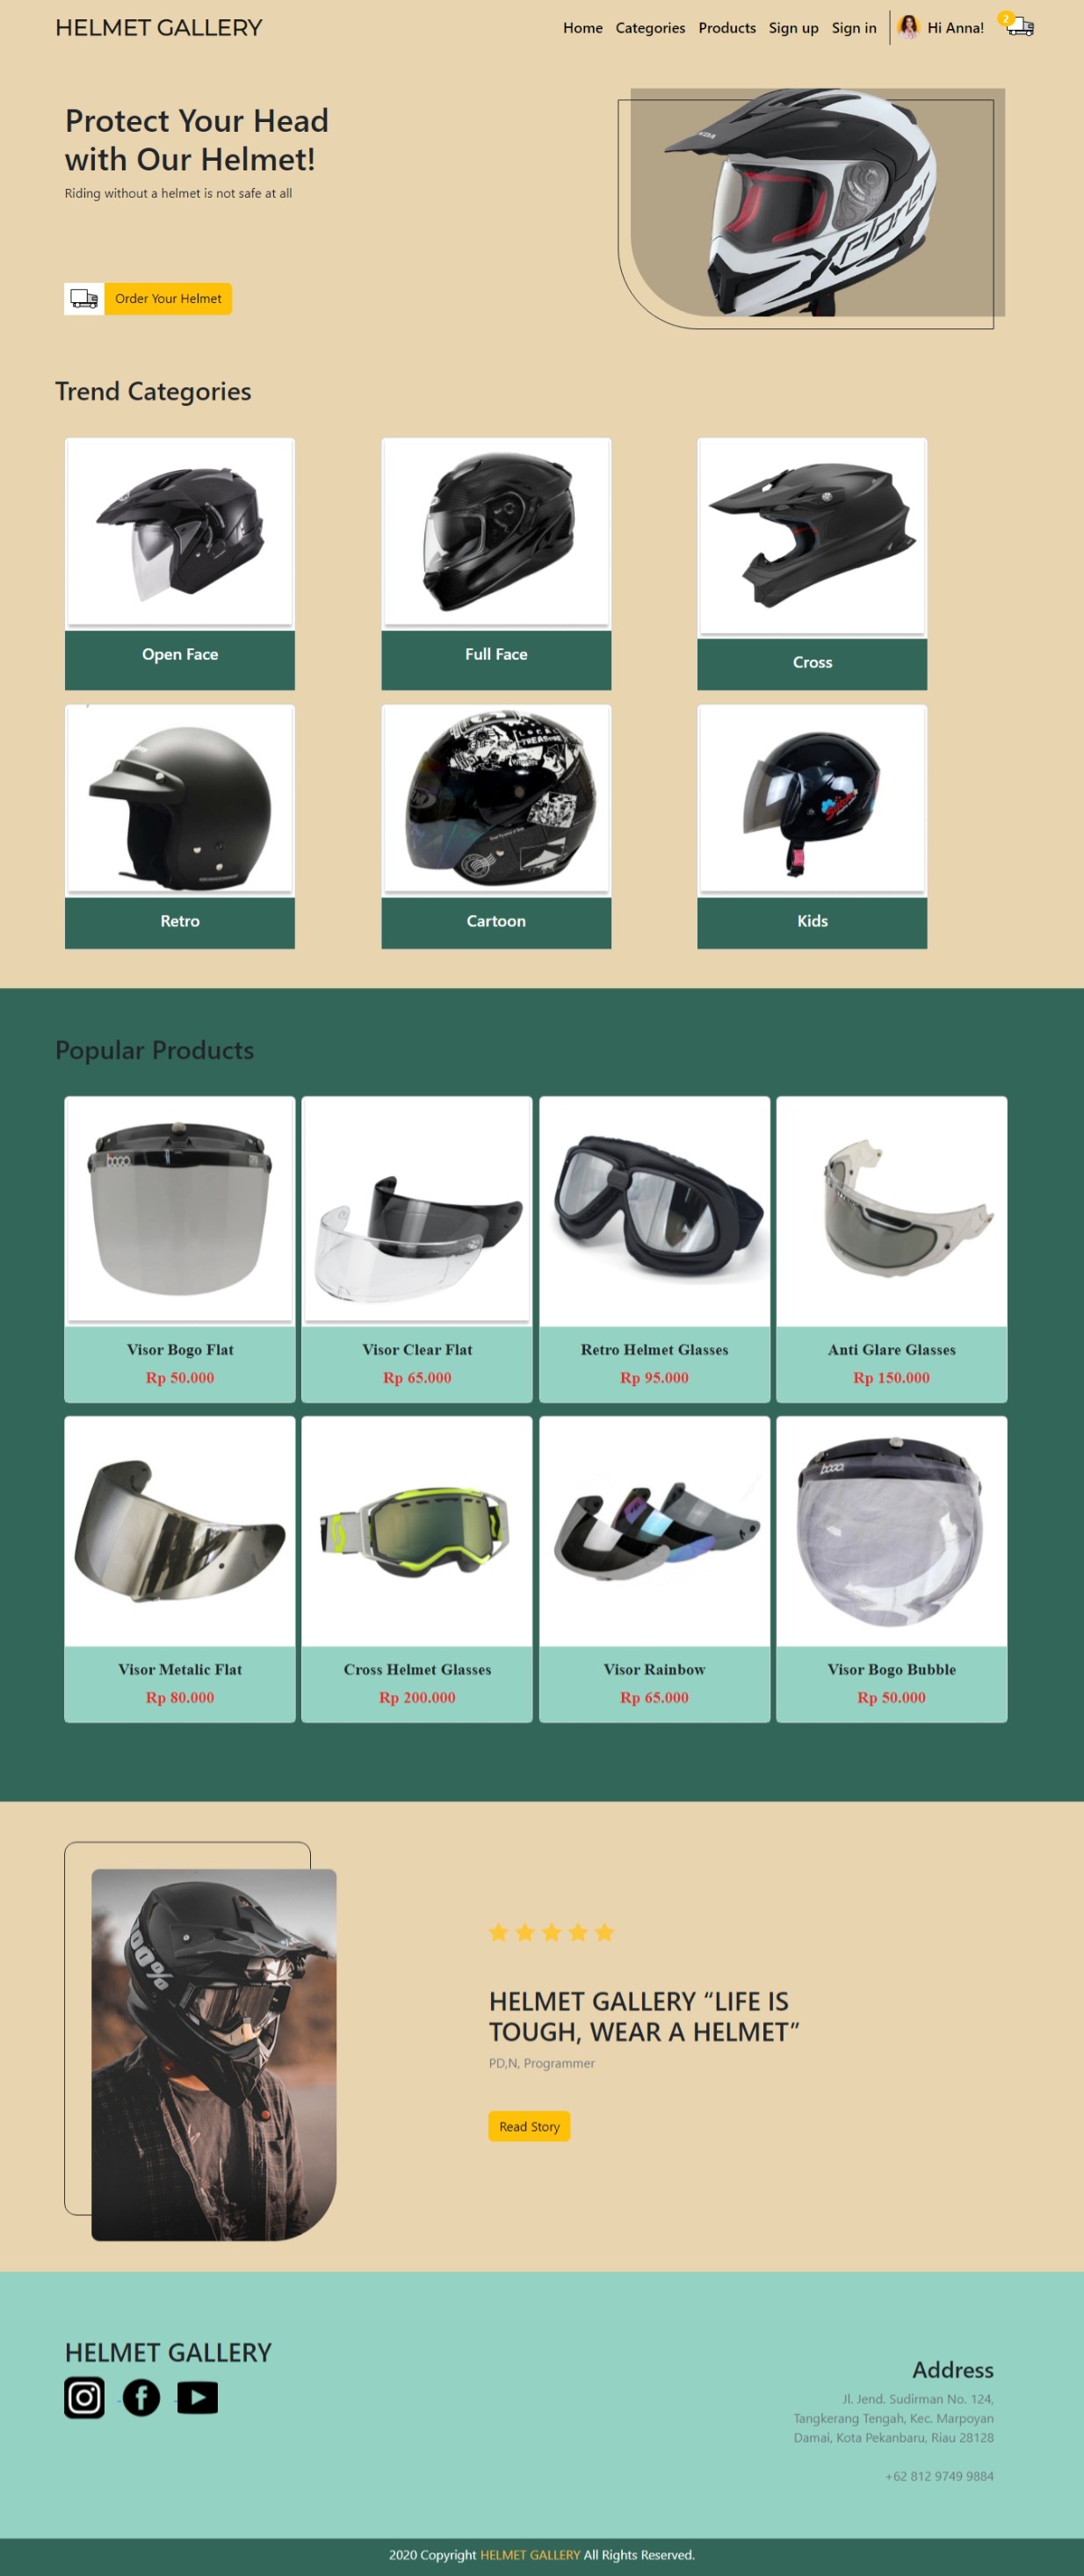 HELMET GALLERY
Home Categories Products Sign up Sign in Hi Anna! 2
Protect Your Head
with Our Helmet!
Riding without a helmet is not safe at all
Order Your Helmet
Trend Categories
Open Face
Full Face
Cross
Retro
Cartoon
Kids
Popular Products
bogo
Visor Bogo Flat
Rp 50.000
Visor Clear Flat
Rp 65.000
Retro Helmet Glasses
Rp 95.000
Anti Glare Glasses
Rp 150.000
Visor Metalic Flat
Rp 80.000
Cross Helmet Glasses
Rp 200.000
Visor Rainbow
Rp 65.000
bogo
Visor Bogo Bubble
Rp 50.000
100%
HELMET GALLERY “LIFE IS
TOUGH, WEAR A HELMET”
PD,N, Programmer
Read Story
HELMET GALLERY
Address
Jl. Jend. Sudirman No. 124,
Tangkerang Tengah, Kec. Marpoyan
Damai, Kota Pekanbaru, Riau 28128
+62 812 9749 9884
2020 Copyright HELMET GALLERY All Rights Reserved.